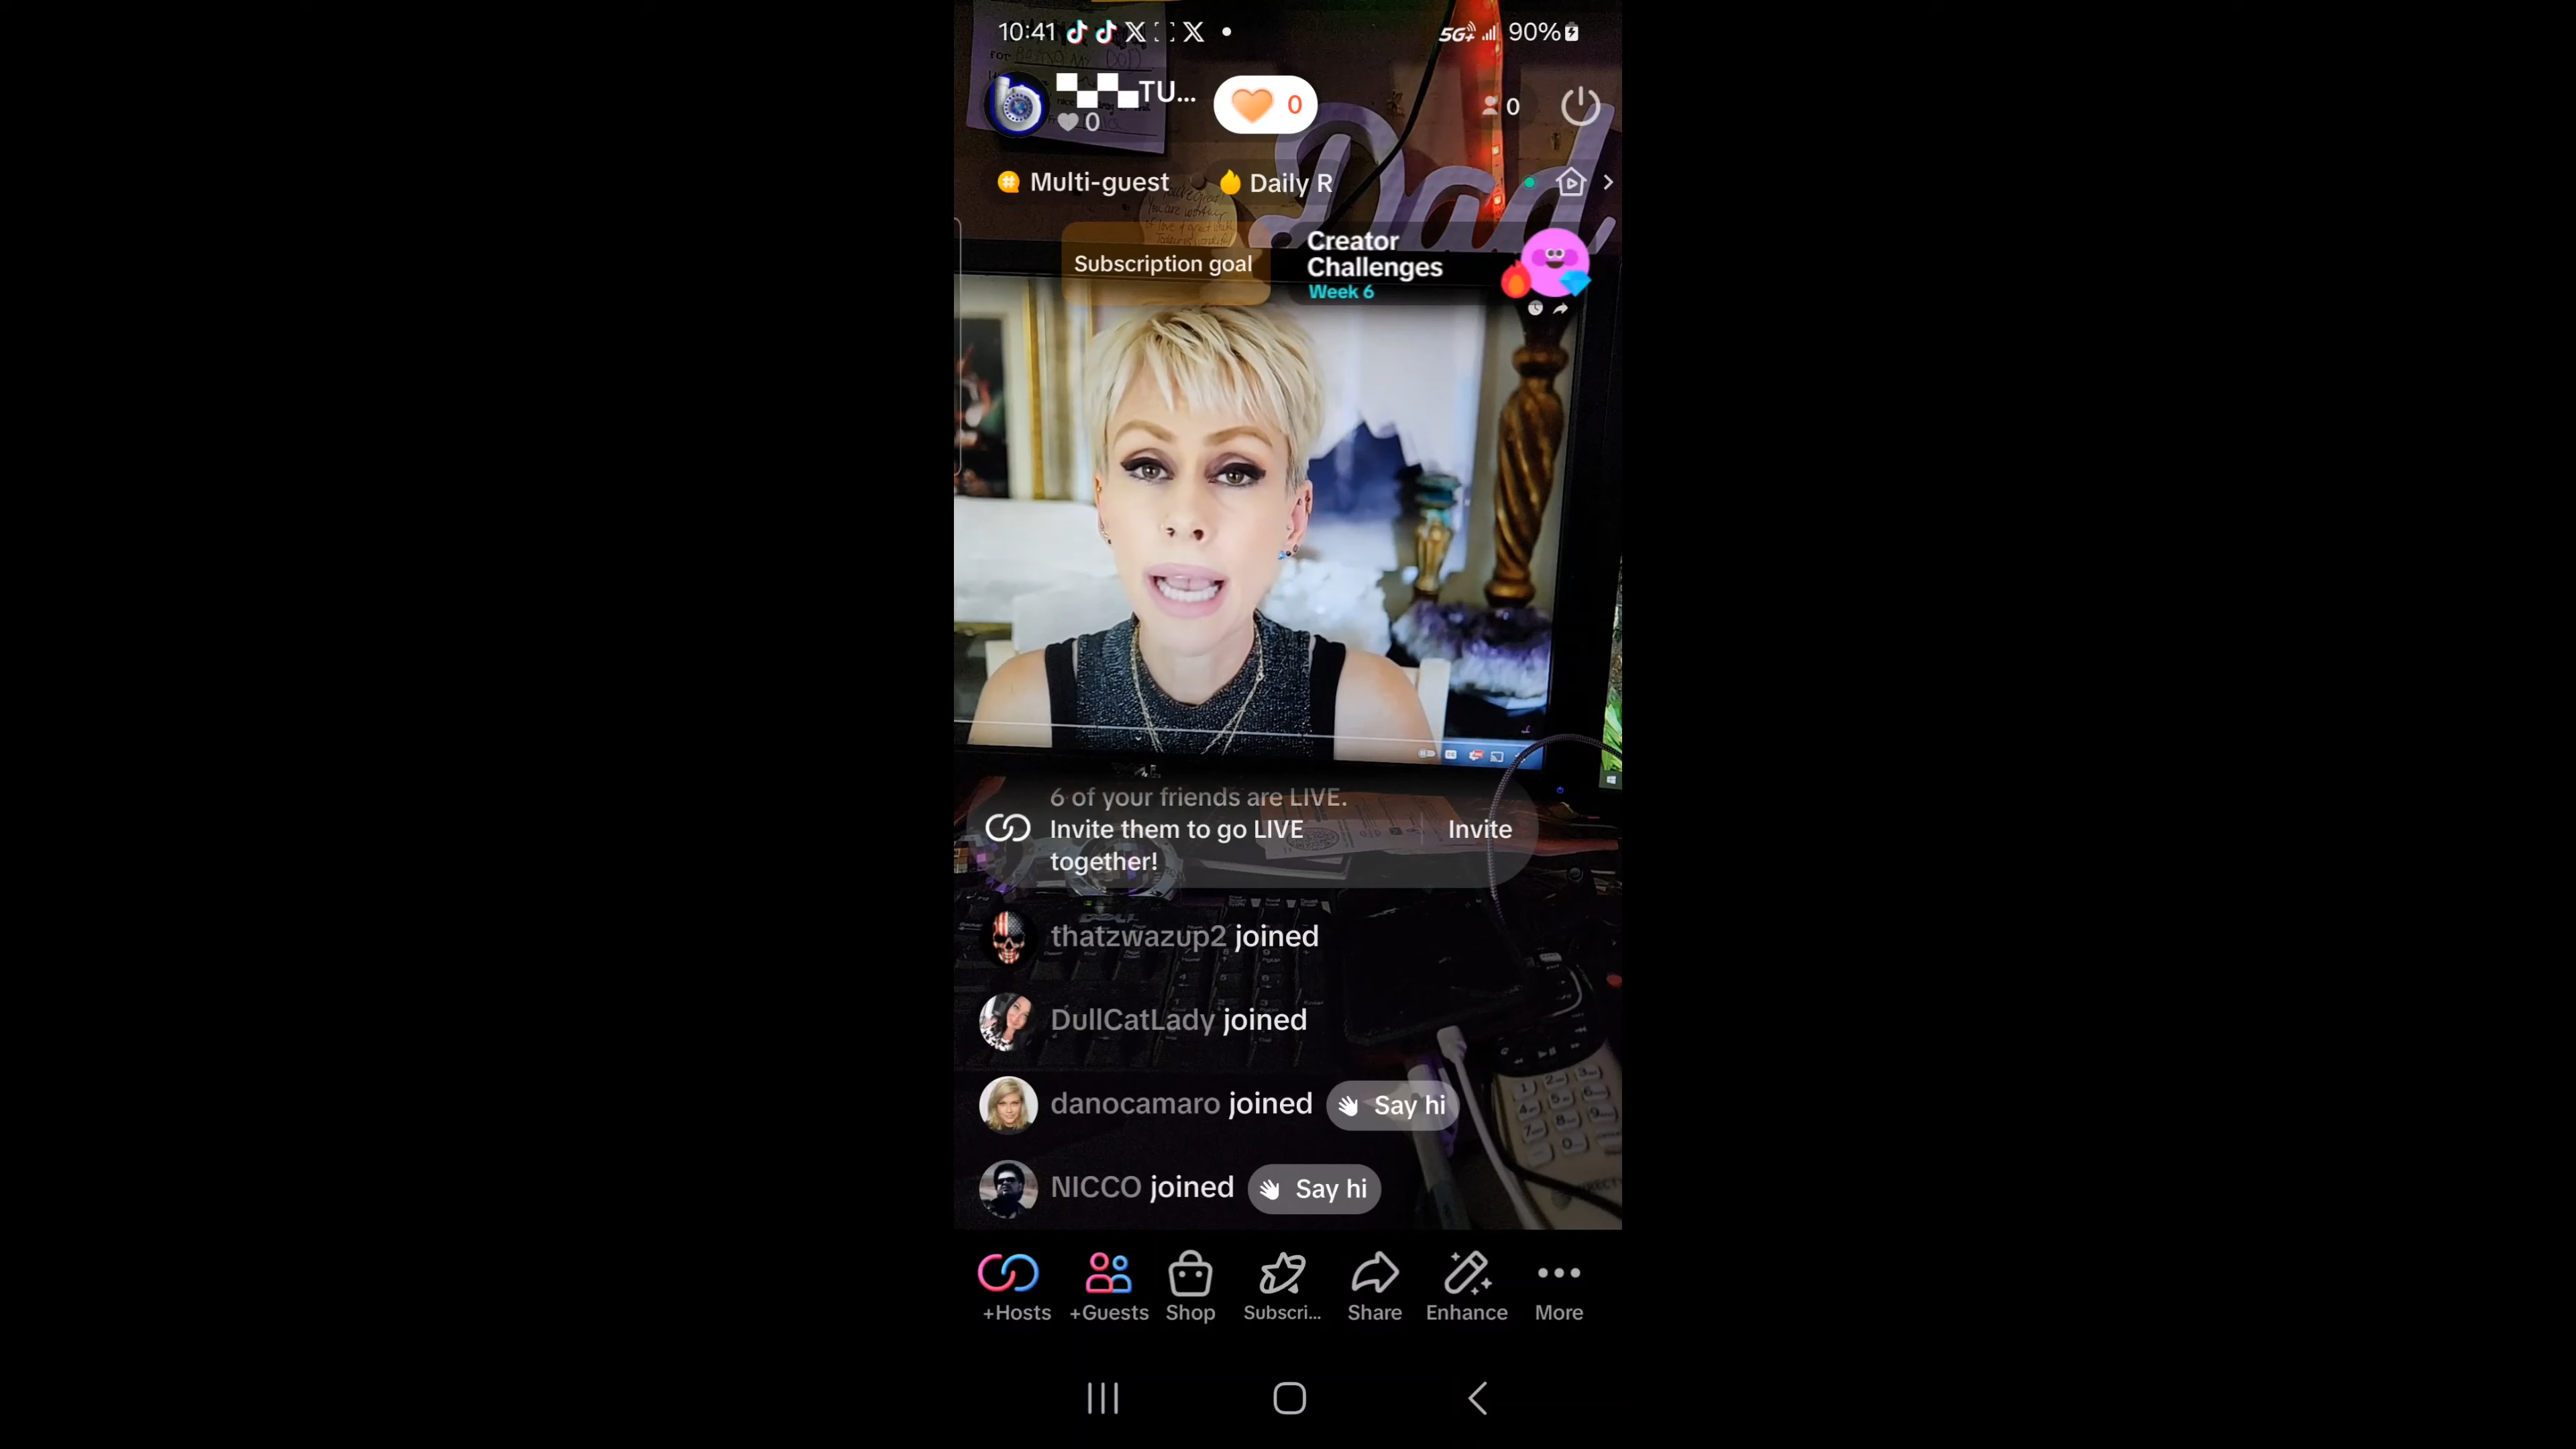 10:41
5G+ 90%
TU...
0
0
0
Multi-guest
Daily R
Dad
Subscription goal
Creator
Challenges
Week 6
6 of your friends are LIVE.
Invite them to go LIVE
together!
Invite
thatzwazup2 joined
DullCatLady joined
danocamaro joined
Say hi
NICCO joined
Say hi
+Hosts
+Guests
Shop
Subscri...
Share
Enhance
More